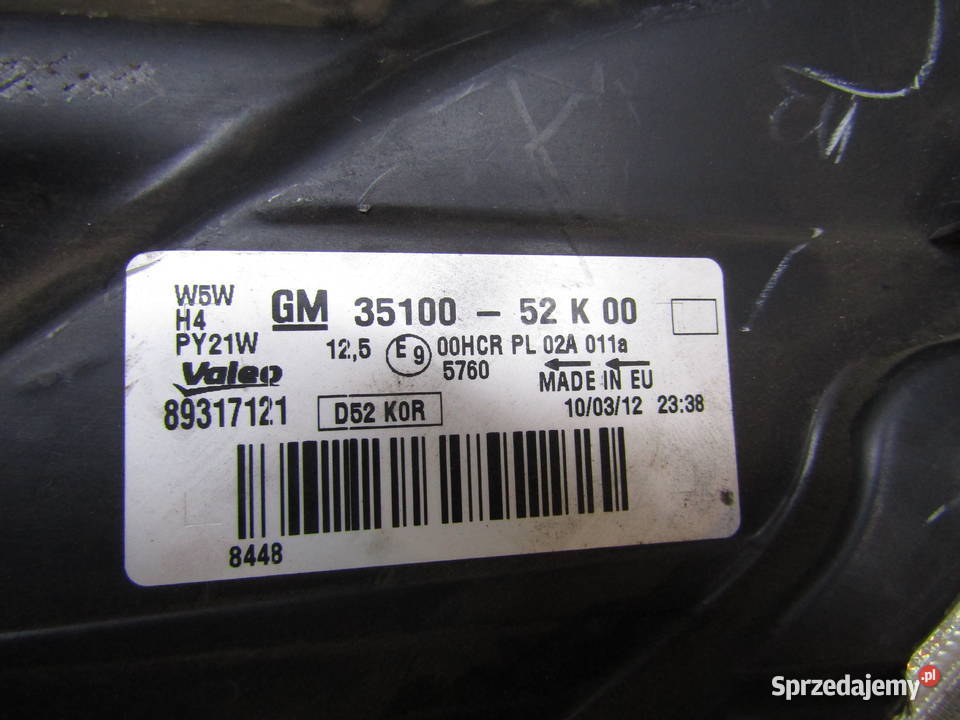 W5W
H4
PY21W
GM 35100 - 52 K 00
12,5 E9 00HCR PL 02A 011a
5760
Valeo
MADE IN EU
89317121 D52 K0R 10/03/12 23:38
8448
Sprzedajemy.pl